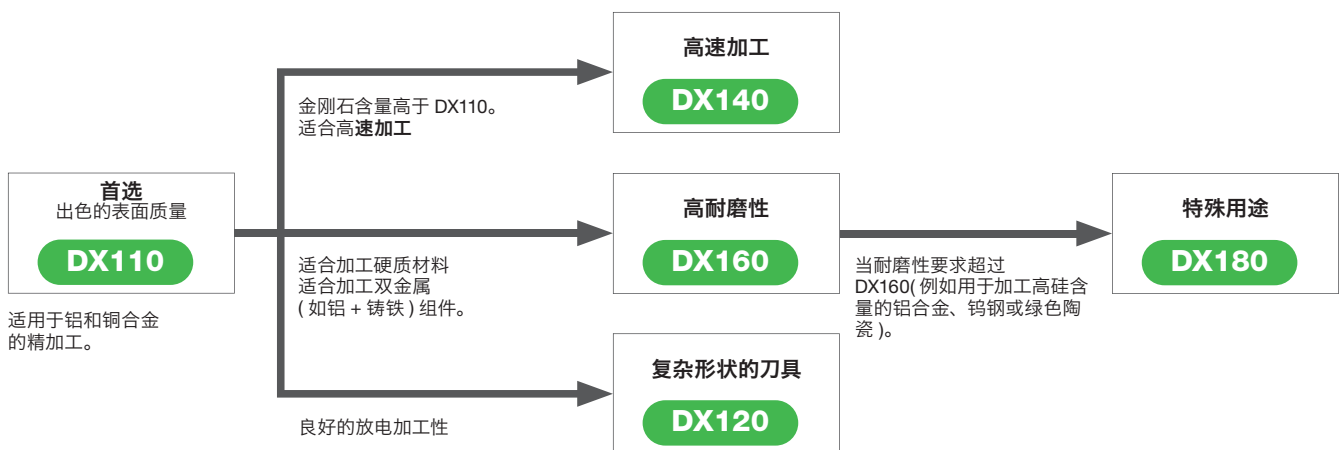 首选
出色的表面质量
DX110
适用于铝和铜合金
的精加工。
金刚石含量高于 DX110。
适合高速加工
高速加工
DX140
适合加工硬质材料
适合加工双金属
( 如铝 + 铸铁 ) 组件。
高耐磨性
DX160
当耐磨性要求超过
DX160( 例如用于加工高硅含
量的铝合金、钨钢或绿色陶
瓷 )。
特殊用途
DX180
良好的放电加工性
复杂形状的刀具
DX120